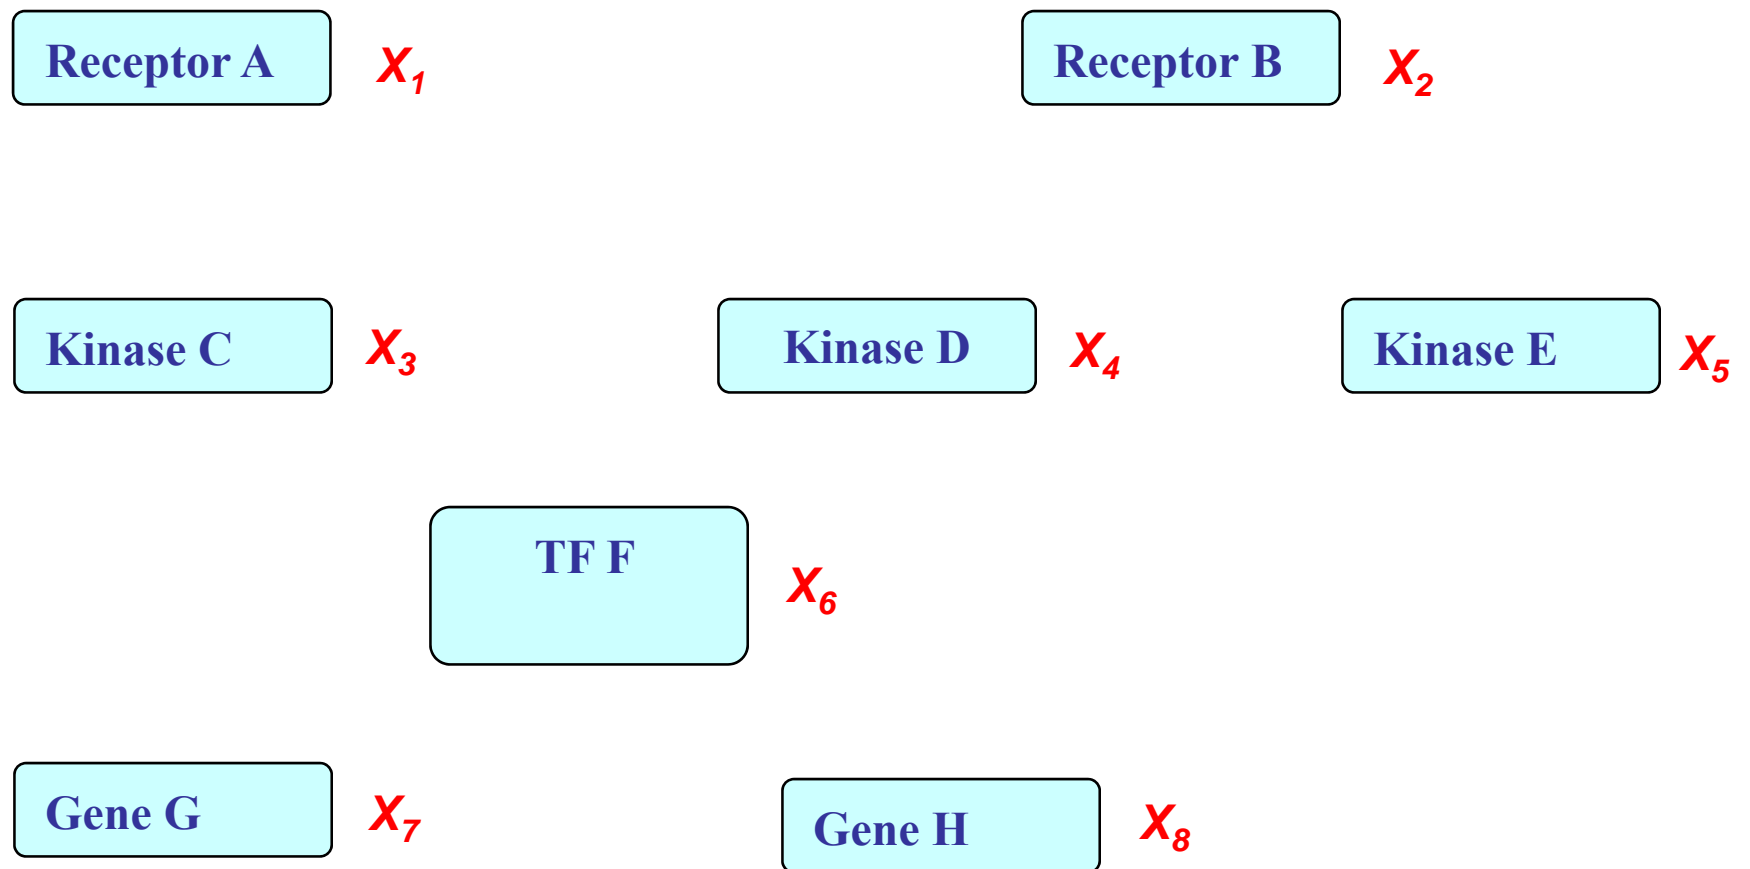 Receptor A X1 Receptor B X2
Kinase C X3 Kinase D X4 Kinase E X5
TF F X6
Gene G X7 Gene H X8